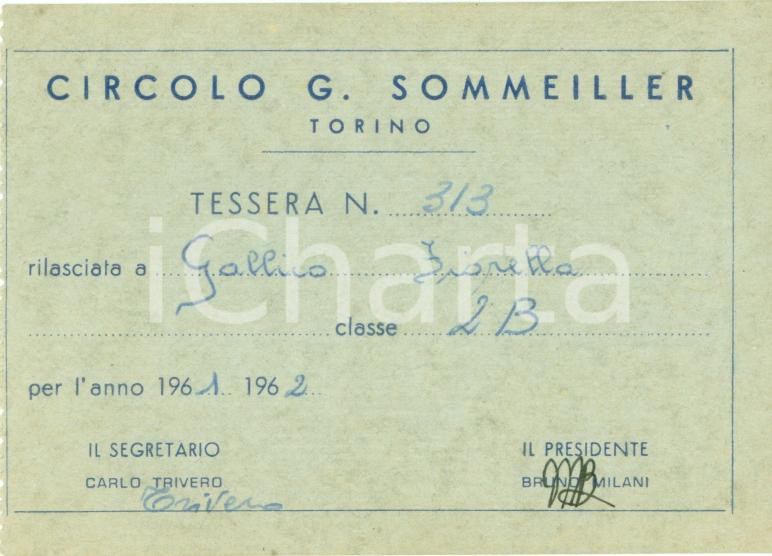 CIRCOLO G. SOMMEILLER
TORINO
TESSERA N. 313
rilasciata a Gallico Fiorella
classe 2 B
per l'anno 1961 1962
IL SEGRETARIO IL PRESIDENTE
CARLO TRIVERO BRUNO MILANI
Trivero
iCharta